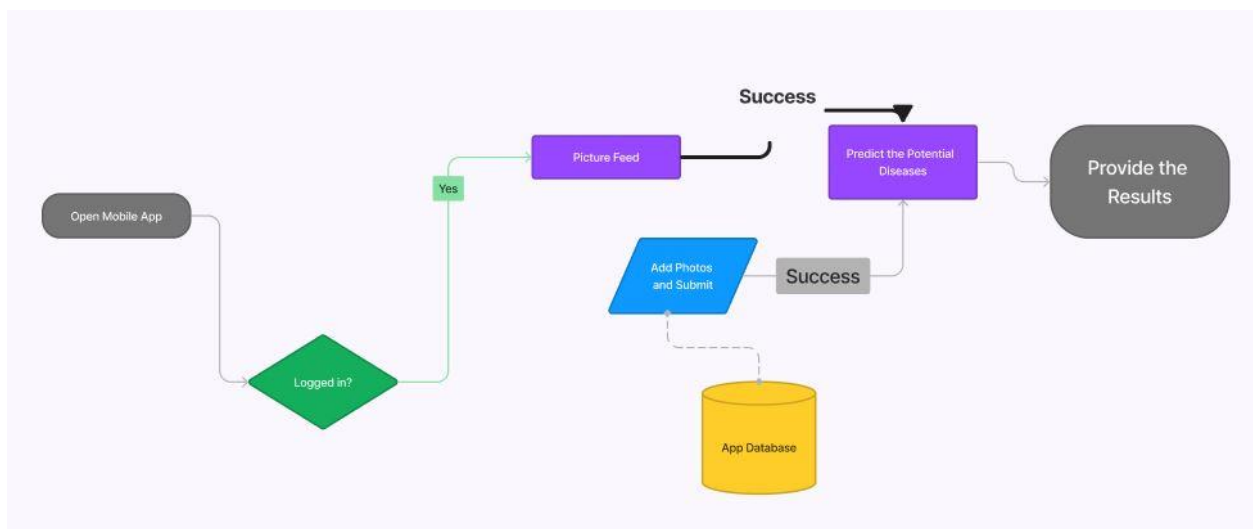 Success
Picture Feed
Predict the Potential
Diseases
Provide the
Results
Yes
Open Mobile App
Add Photos
and Submit
Success
Logged in?
App Database